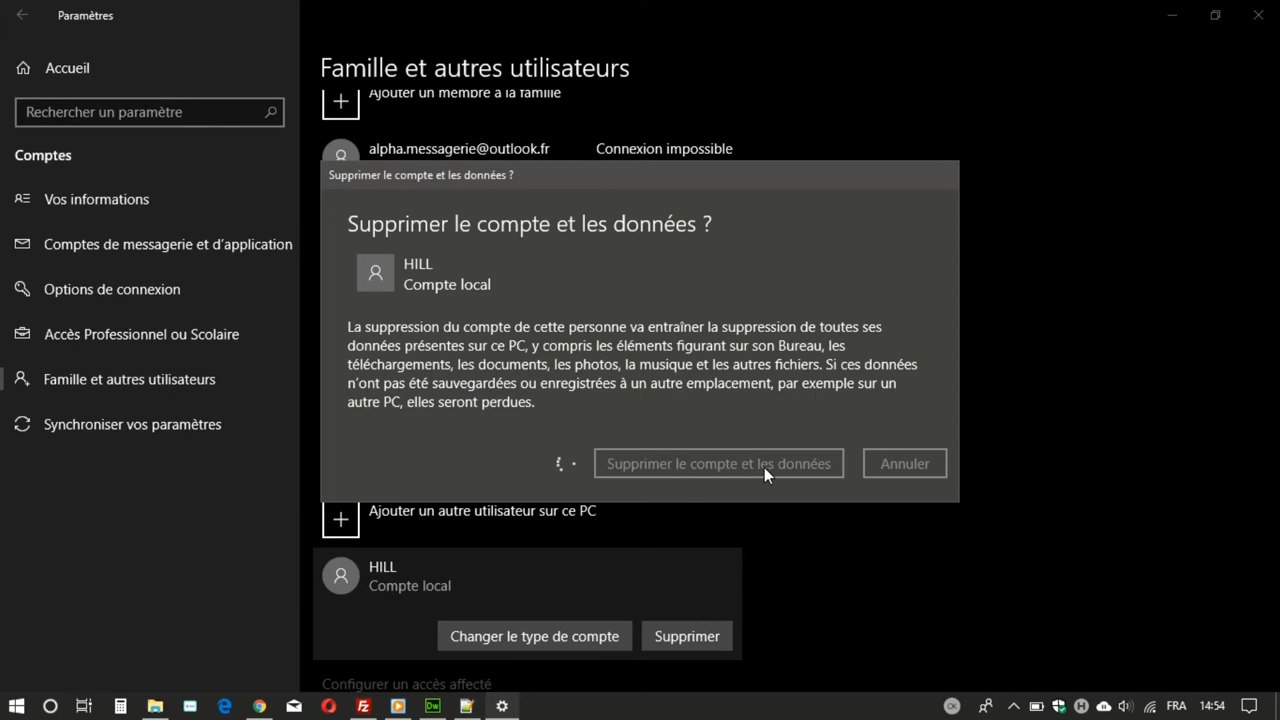 Paramètres
Accueil
Rechercher un paramètre
Comptes
Vos informations
Comptes de messagerie et d'application
Options de connexion
Accès Professionnel ou Scolaire
Famille et autres utilisateurs
Synchroniser vos paramètres
Famille et autres utilisateurs
Ajouter un membre à la famille
alpha.messagerie@outlook.fr Connexion impossible
Supprimer le compte et les données ?
Supprimer le compte et les données ?
HILL
Compte local
La suppression du compte de cette personne va entraîner la suppression de toutes ses
données présentes sur ce PC, y compris les éléments figurant sur son Bureau, les
téléchargements, les documents, les photos, la musique et les autres fichiers. Si ces données
n'ont pas été sauvegardées ou enregistrées à un autre emplacement, par exemple sur un
autre PC, elles seront perdues.
Supprimer le compte et les données Annuler
Ajouter un autre utilisateur sur ce PC
HILL
Compte local
Changer le type de compte Supprimer
Configurer un accès affecté
Fz Dw OK H FRA 14:54